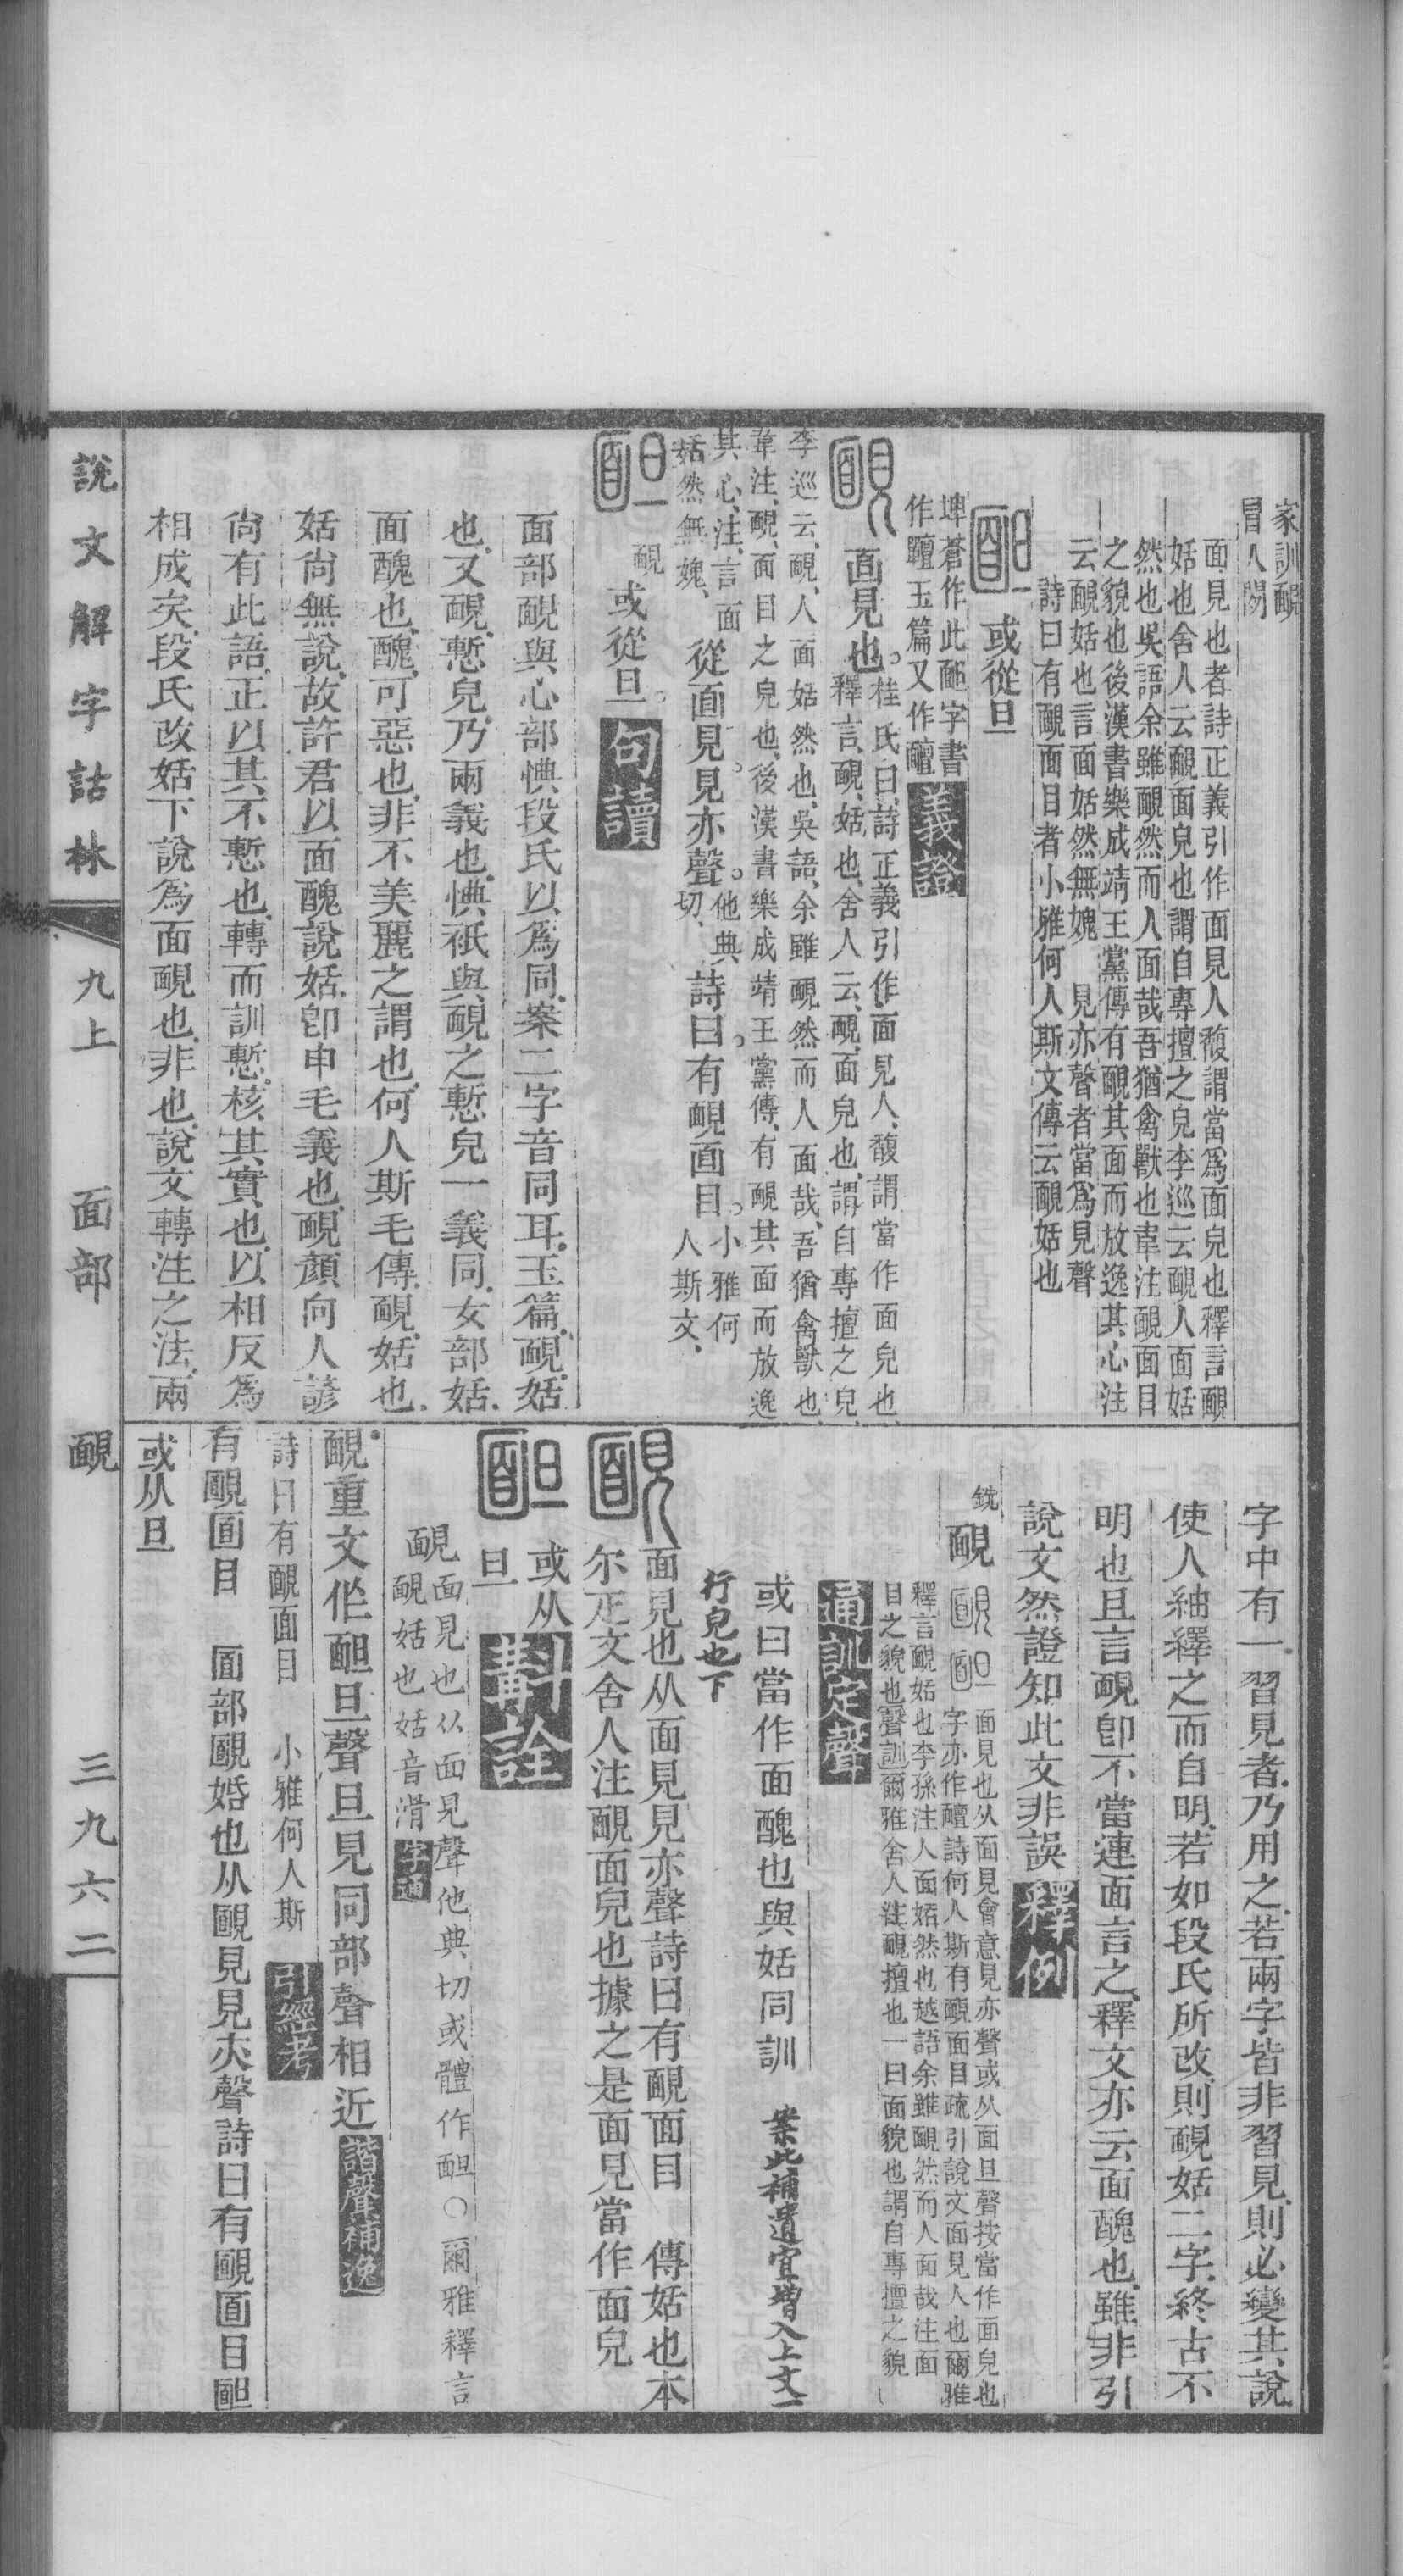 家訓靦
冒人閎
面見也者詩正義引作面見人馥謂當爲面皃也釋言靦
姡也舍人云靦面皃也謂自專擅之皃李巡云靦人面姡
然也吳語余雖靦然而人面哉吾猶禽獸也韋注靦面目
之貌也後漢書樂成靖王黨傳有靦其面而放逸其心注
云靦姡也言面姡然無媿　見亦聲者當爲見聲
詩曰有靦面目者小雅何人斯文傳云靦姡也
或從旦
埤蒼作此䩄字書
作䩶玉篇又作䩶義證
靦面見也。桂氏曰、詩正義引作面見人、馥謂當作面皃也、
釋言、靦、姡也、舍人云、靦、面皃也、謂自專擅之皃、
李巡云、靦、人面姡然也、吳語、余雖靦然而人面哉、吾猶禽獸也、
韋注、靦、面目之皃也、後漢書樂成靖王黨傳、有靦其面而放逸
其心、注、言面
姡然無媿、從面見。見亦聲。他典
切、詩曰。有靦面目。小雅何
人斯文、
靦或從旦。句讀
面部靦與心部㥏段氏以爲同.案二字音同耳.玉篇.靦.姡
也.又靦.慙皃.乃兩義也.㥏衹與靦之慙皃一義同.女部姡.
面醜也.醜.可惡也.非不美麗之謂也.何人斯毛傳.靦.姡也.
姡尙無說.故許君以面醜說姡.卽申毛義也.靦顏向人諺
尙有此語.正以其不慙也.轉而訓慙.核其實也.以相反爲
相成矣.段氏改姡下說爲面靦也.非也.說文轉注之法.兩
字中有一習見者.乃用之.若兩字皆非習見.則必變其說
使人紬繹之而自明.若如段氏所改.則靦姡二字.終古不
明也且言靦卽不當連面言之.釋文亦云面醜也.雖非引
說文然證知此文非誤釋例
銑靦　面見也从面見會意見亦聲或从面旦聲按當作面皃也
字亦作䩶詩何人斯有靦面目疏引說文面見人也爾雅
釋言靦姡也李孫注人面姡然也越語余雖靦然而人面哉注面
目之貌也聲訓爾雅舍人注靦擅也一曰面貌也謂自專擅之貌
通訓定聲
或曰當作面醜也與姡同訓　案此補遺宜增入上文一
行皃也下
靦面見也从面見見亦聲詩曰有靦面目　傳姡也本
尔疋文舍人注靦面皃也據之是面見當作面皃
或从
旦斠詮
靦靦面見也从面見聲他典切或體作䩄○爾雅釋言
靦姡也姡音滑字通
靦重文作䩄旦聲旦見同部聲相近諧聲補逸
詩曰有靦面目　小雅何人斯　引經考
有靦面目　面部靦婚也从靦見見夾聲詩曰有靦面目䩄
或从旦
說文解字詁林　九上　面部　靦　三九六二